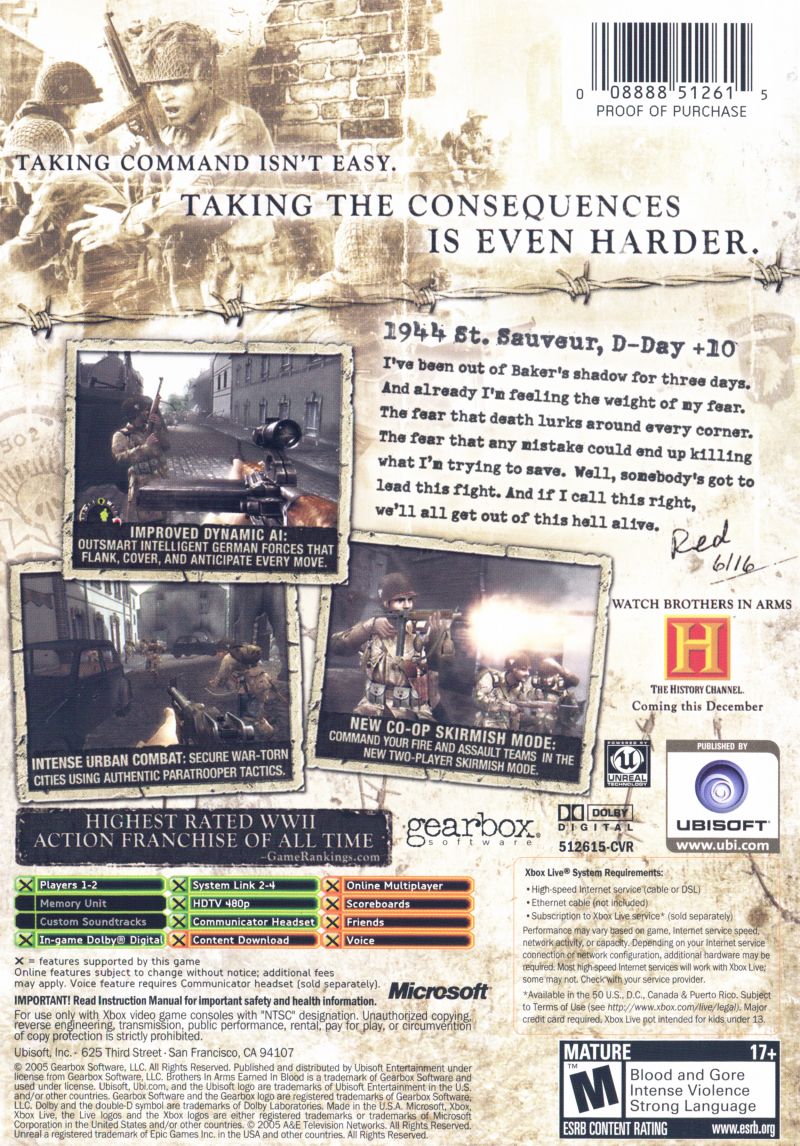 0 08888 51261 5
PROOF OF PURCHASE
TAKING COMMAND ISN'T EASY.
TAKING THE CONSEQUENCES
IS EVEN HARDER.
1944 St. Sauveur, D-Day +10
I've been out of Baker's shadow for three days.
And already I'm feeling the weight of my fear.
The fear that death lurks around every corner.
The fear that any mistake could end up killing
what I'm trying to save. Well, somebody's got to
lead this fight. And if I call this right,
we'll all get out of this hell alive.
Red
6/16
502
IMPROVED DYNAMIC AI:
OUTSMART INTELLIGENT GERMAN FORCES THAT
FLANK, COVER, AND ANTICIPATE EVERY MOVE.
INTENSE URBAN COMBAT: SECURE WAR-TORN
CITIES USING AUTHENTIC PARATROOPER TACTICS.
NEW CO-OP SKIRMISH MODE:
COMMAND YOUR FIRE AND ASSAULT TEAMS IN THE
NEW TWO-PLAYER SKIRMISH MODE.
WATCH BROTHERS IN ARMS
H
THE HISTORY CHANNEL.
Coming this December
POWERED BY
UNREAL
TECHNOLOGY
PUBLISHED BY
UBISOFT
www.ubi.com
HIGHEST RATED WWII
ACTION FRANCHISE OF ALL TIME
~GameRankings.com
gearbox
software
DOLBY
DIGITAL
512615-CVR
Players 1-2
Memory Unit
Custom Soundtracks
In-game Dolby® Digital
System Link 2-4
HDTV 480p
Communicator Headset
Content Download
Online Multiplayer
Scoreboards
Friends
Voice
X = features supported by this game
Online features subject to change without notice; additional fees
may apply. Voice feature requires Communicator headset (sold separately).
Microsoft
IMPORTANT! Read Instruction Manual for important safety and health information.
For use only with Xbox video game consoles with "NTSC" designation. Unauthorized copying,
reverse engineering, transmission, public performance, rental, pay for play, or circumvention
of copy protection is strictly prohibited.
Ubisoft, Inc. · 625 Third Street · San Francisco, CA 94107
© 2005 Gearbox Software, LLC. All Rights Reserved. Published and distributed by Ubisoft Entertainment under
license from Gearbox Software, LLC. Brothers in Arms Earned In Blood is a trademark of Gearbox Software and
used under license. Ubisoft, Ubi.com, and the Ubisoft logo are trademarks of Ubisoft Entertainment in the U.S.
and/or other countries. Gearbox Software and the Gearbox logo are registered trademarks of Gearbox Software,
LLC. Dolby and the double-D symbol are trademarks of Dolby Laboratories. Made in the U.S.A. Microsoft, Xbox,
Xbox Live, the Live logos and the Xbox logos are either registered trademarks or trademarks of Microsoft
Corporation in the United States and/or other countries. © 2005 A&E Television Networks. All Rights Reserved.
Unreal is a registered trademark of Epic Games Inc. in the USA and other countries. All rights reserved.
Xbox Live® System Requirements:
• High-speed Internet service (cable or DSL)
• Ethernet cable (not included)
• Subscription to Xbox Live service* (sold separately)
Performance may vary based on game, Internet service speed,
network activity, or capacity. Depending on your Internet service
connection or network configuration, additional hardware may be
required. Most high-speed Internet services will work with Xbox Live;
some may not. Check with your service provider.
*Available in the 50 U.S., D.C., Canada & Puerto Rico. Subject
to Terms of Use (see http://www.xbox.com/live/legal). Major
credit card required. Xbox Live not intended for kids under 13.
MATURE 17+
M
TM
Blood and Gore
Intense Violence
Strong Language
ESRB CONTENT RATING www.esrb.org